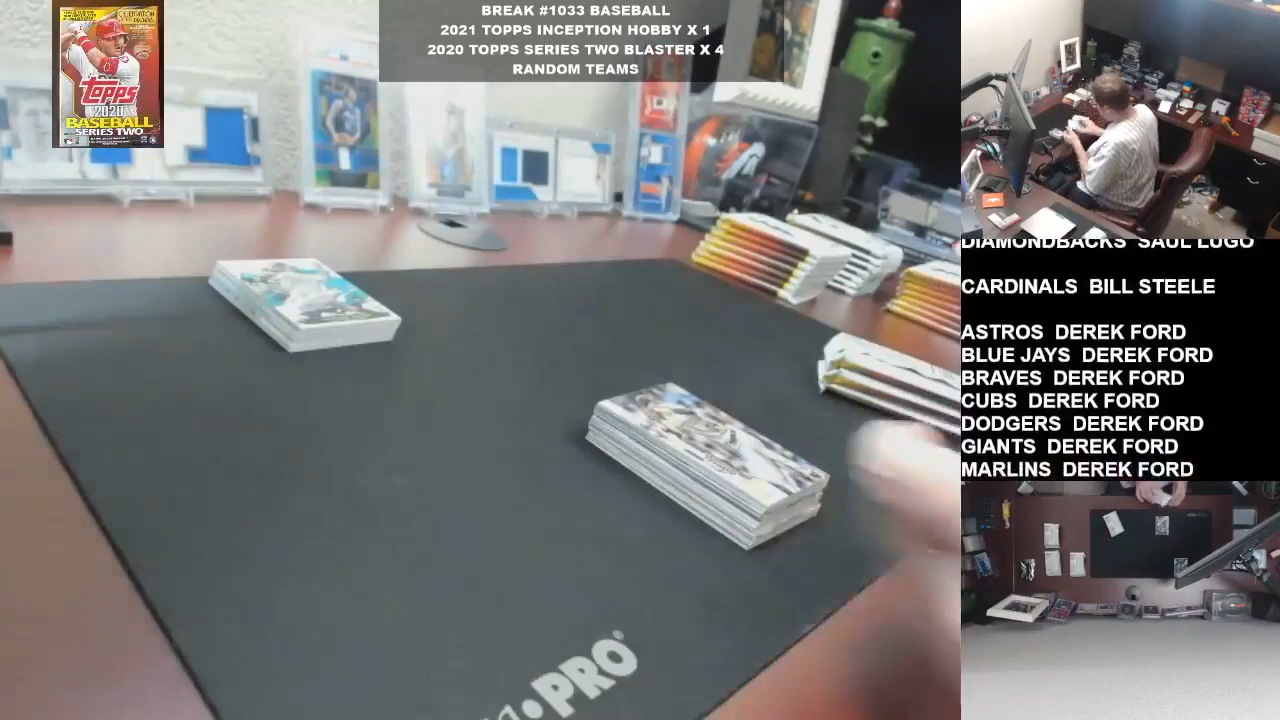 BREAK #1033 BASEBALL
2021 TOPPS INCEPTION HOBBY X 1
2020 TOPPS SERIES TWO BLASTER X 4
RANDOM TEAMS
Topps
2020
BASEBALL
SERIES TWO
DIAMONDBACKS SAUL LUGO
CARDINALS BILL STEELE
ASTROS DEREK FORD
BLUE JAYS DEREK FORD
BRAVES DEREK FORD
CUBS DEREK FORD
DODGERS DEREK FORD
GIANTS DEREK FORD
MARLINS DEREK FORD
PRO